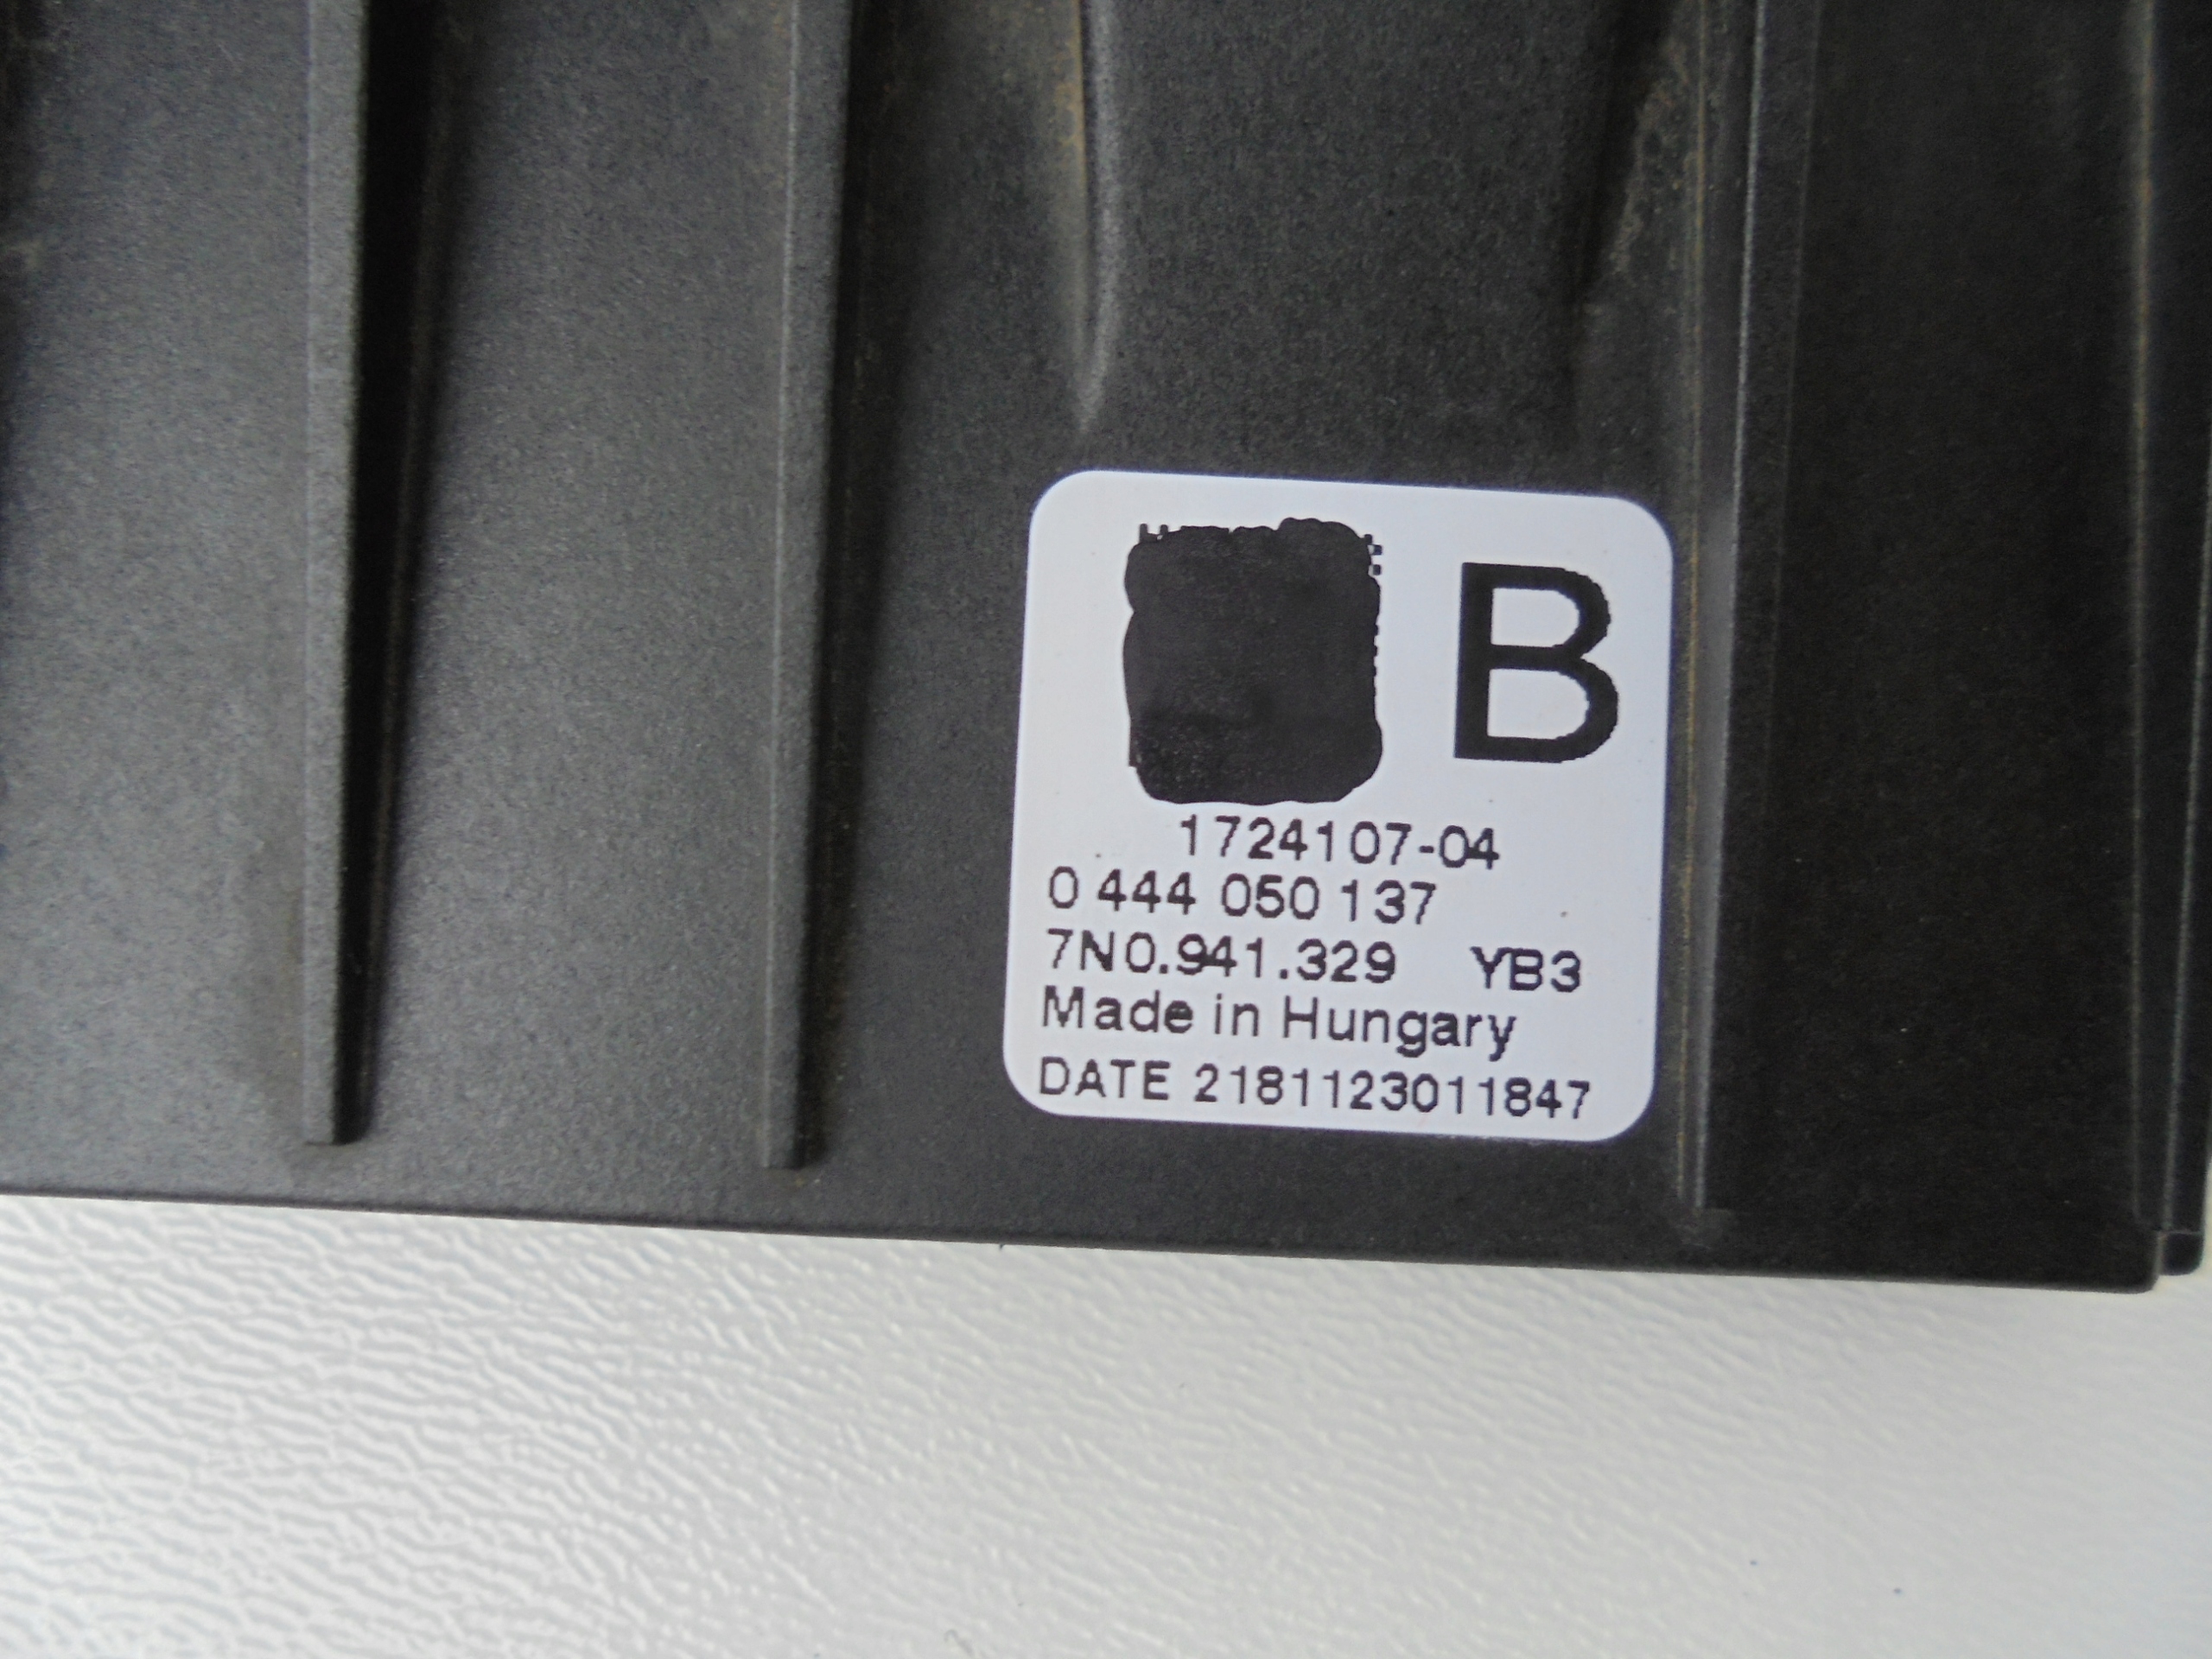 B
1724107-04
0 444 050 137
7N0.941.329 YB3
Made in Hungary
DATE 2181123011847